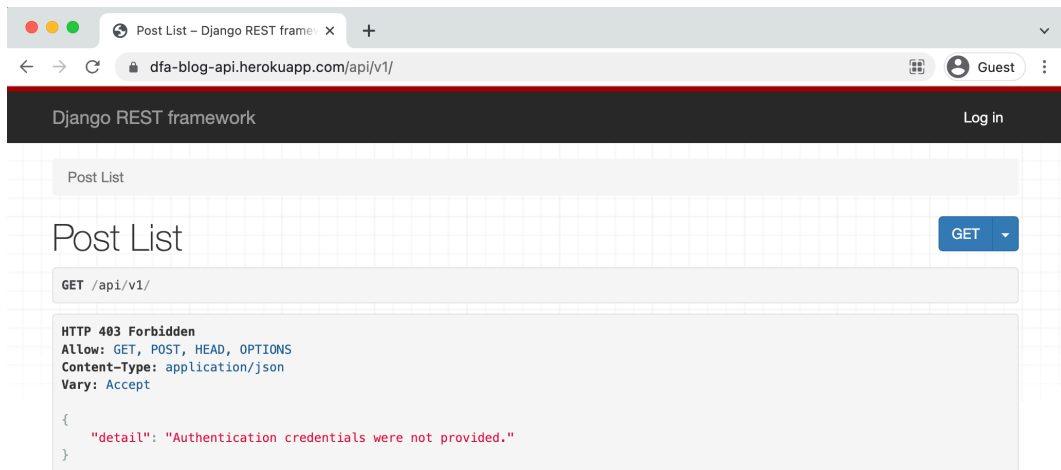 Post List – Django REST framew
dfa-blog-api.herokuapp.com/api/v1/
Guest
Django REST framework
Log in
Post List
Post List
GET
GET /api/v1/
HTTP 403 Forbidden
Allow: GET, POST, HEAD, OPTIONS
Content-Type: application/json
Vary: Accept
{
"detail": "Authentication credentials were not provided."
}